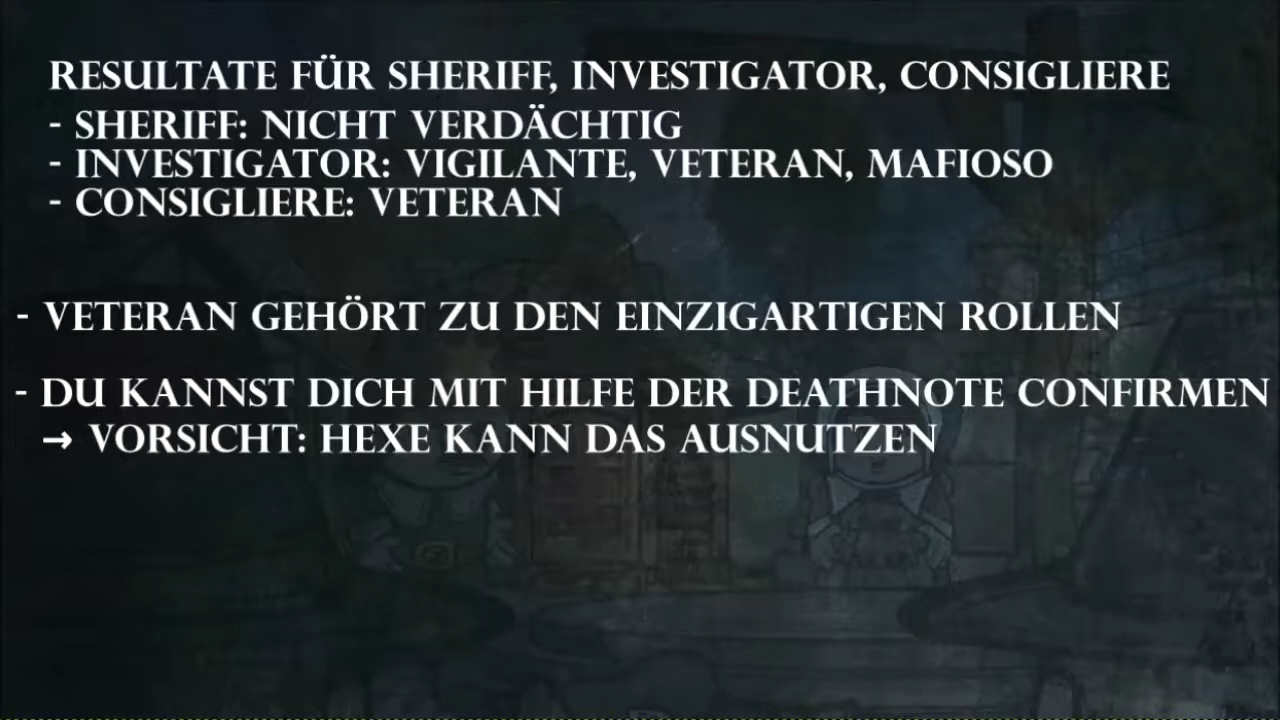 RESULTATE FÜR SHERIFF, INVESTIGATOR, CONSIGLIERE
- SHERIFF: NICHT VERDÄCHTIG
- INVESTIGATOR: VIGILANTE, VETERAN, MAFIOSO
- CONSIGLIERE: VETERAN
- VETERAN GEHÖRT ZU DEN EINZIGARTIGEN ROLLEN
- DU KANNST DICH MIT HILFE DER DEATHNOTE CONFIRMEN
→ VORSICHT: HEXE KANN DAS AUSNUTZEN